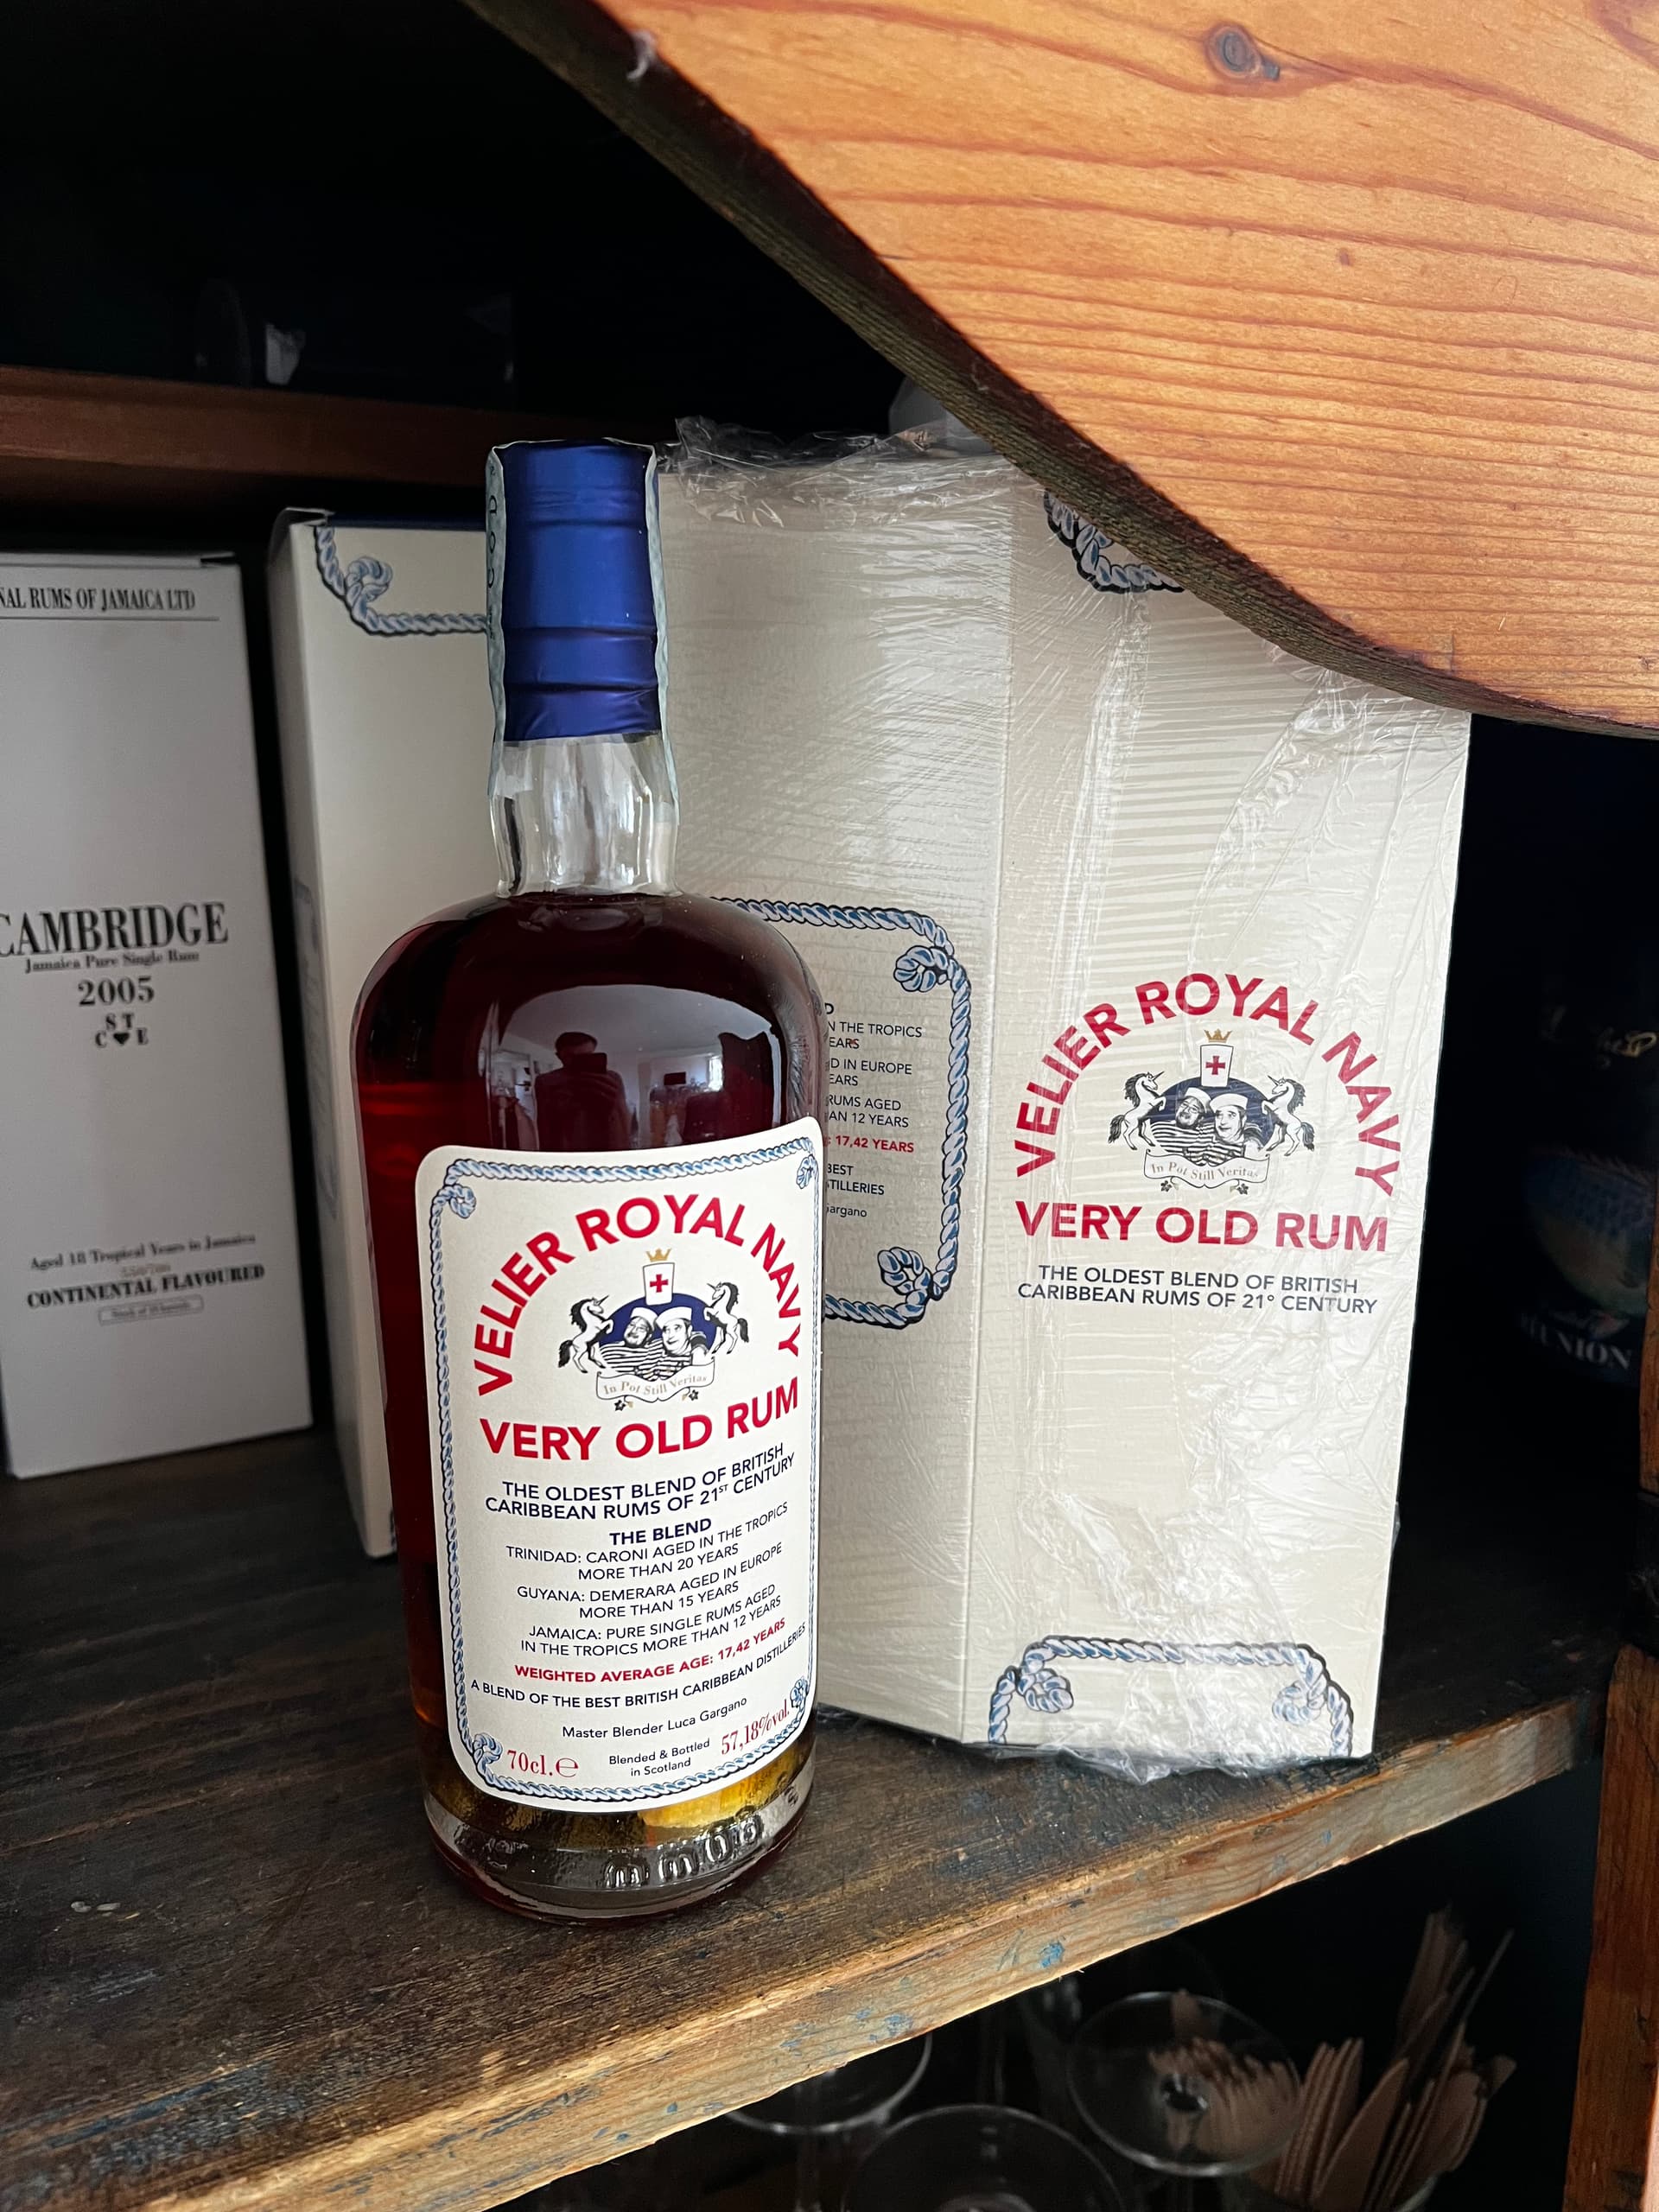 RUMS OF JAMAICA LTD
CAMBRIDGE
Jamaica Pure Single Rum
2005
ST
C♥E
Aged 18 Tropical Years in Jamaica
CONTINENTAL FLAVOURED
VELIER ROYAL NAVY
In Pot Still Veritas
VERY OLD RUM
THE OLDEST BLEND OF BRITISH
CARIBBEAN RUMS OF 21ST CENTURY
THE BLEND
TRINIDAD: CARONI AGED IN THE TROPICS
MORE THAN 20 YEARS
GUYANA: DEMERARA AGED IN EUROPE
MORE THAN 15 YEARS
JAMAICA: PURE SINGLE RUMS AGED
IN THE TROPICS MORE THAN 12 YEARS
WEIGHTED AVERAGE AGE: 17,42 YEARS
A BLEND OF THE BEST BRITISH CARIBBEAN DISTILLERIES
Master Blender Luca Gargano
70cl.℮
Blended & Bottled
in Scotland
57,18%vol.
N THE TROPICS
EARS
D IN EUROPE
EARS
RUMS AGED
AN 12 YEARS
: 17,42 YEARS
BEST
TILLERIES
Gargano
VELIER ROYAL NAVY
In Pot Still Veritas
VERY OLD RUM
THE OLDEST BLEND OF BRITISH
CARIBBEAN RUMS OF 21° CENTURY